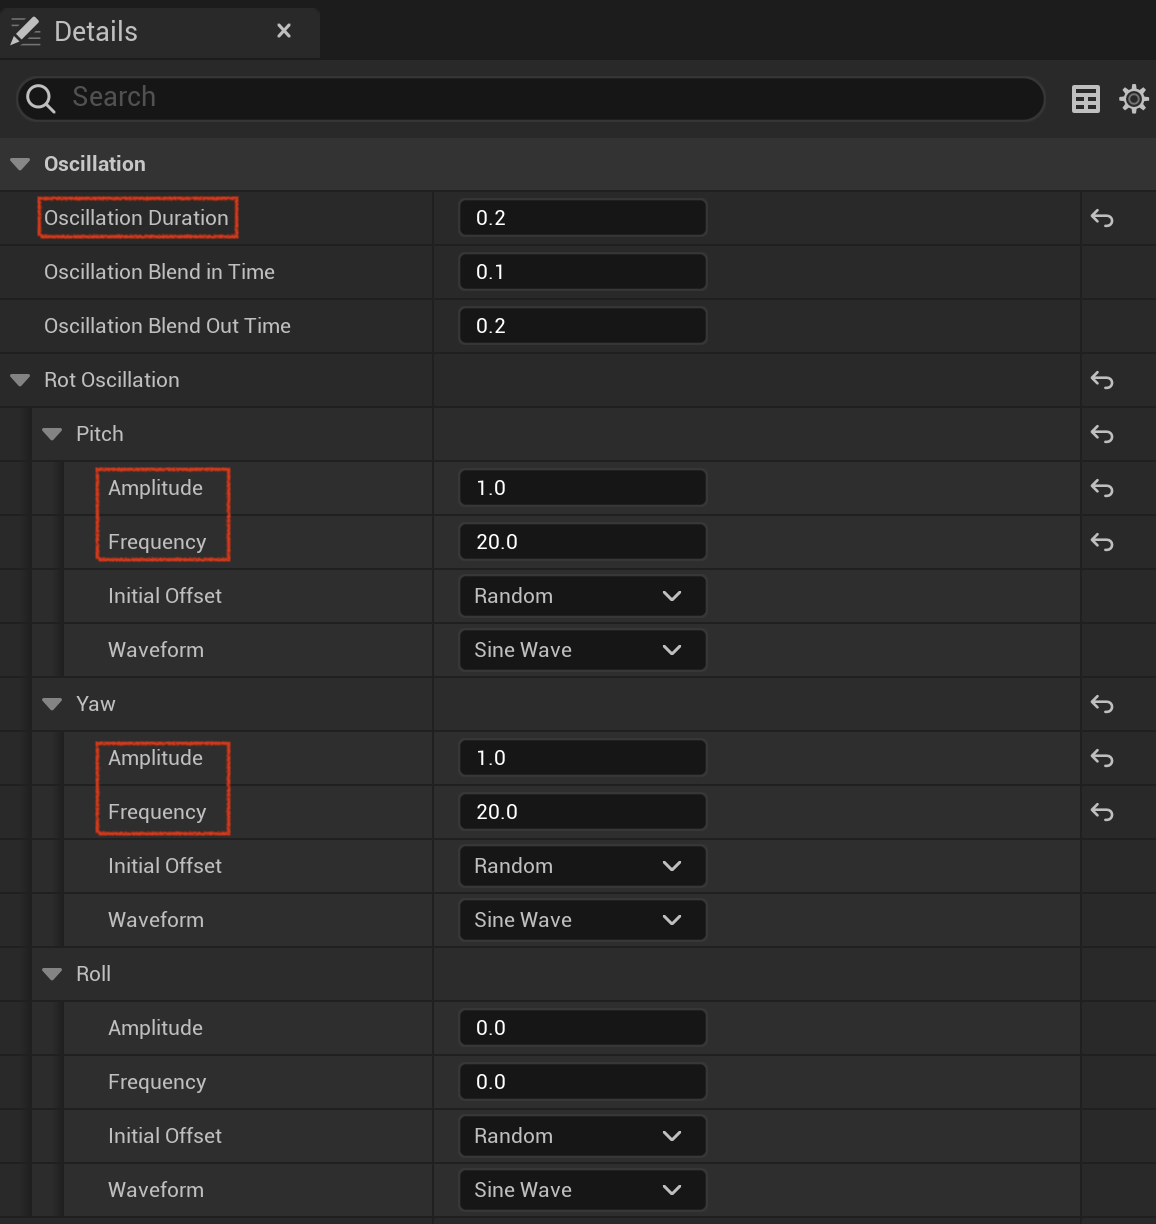 Details
Search
Oscillation
Oscillation Duration 0.2
Oscillation Blend in Time 0.1
Oscillation Blend Out Time 0.2
Rot Oscillation
Pitch
Amplitude 1.0
Frequency 20.0
Initial Offset Random
Waveform Sine Wave
Yaw
Amplitude 1.0
Frequency 20.0
Initial Offset Random
Waveform Sine Wave
Roll
Amplitude 0.0
Frequency 0.0
Initial Offset Random
Waveform Sine Wave